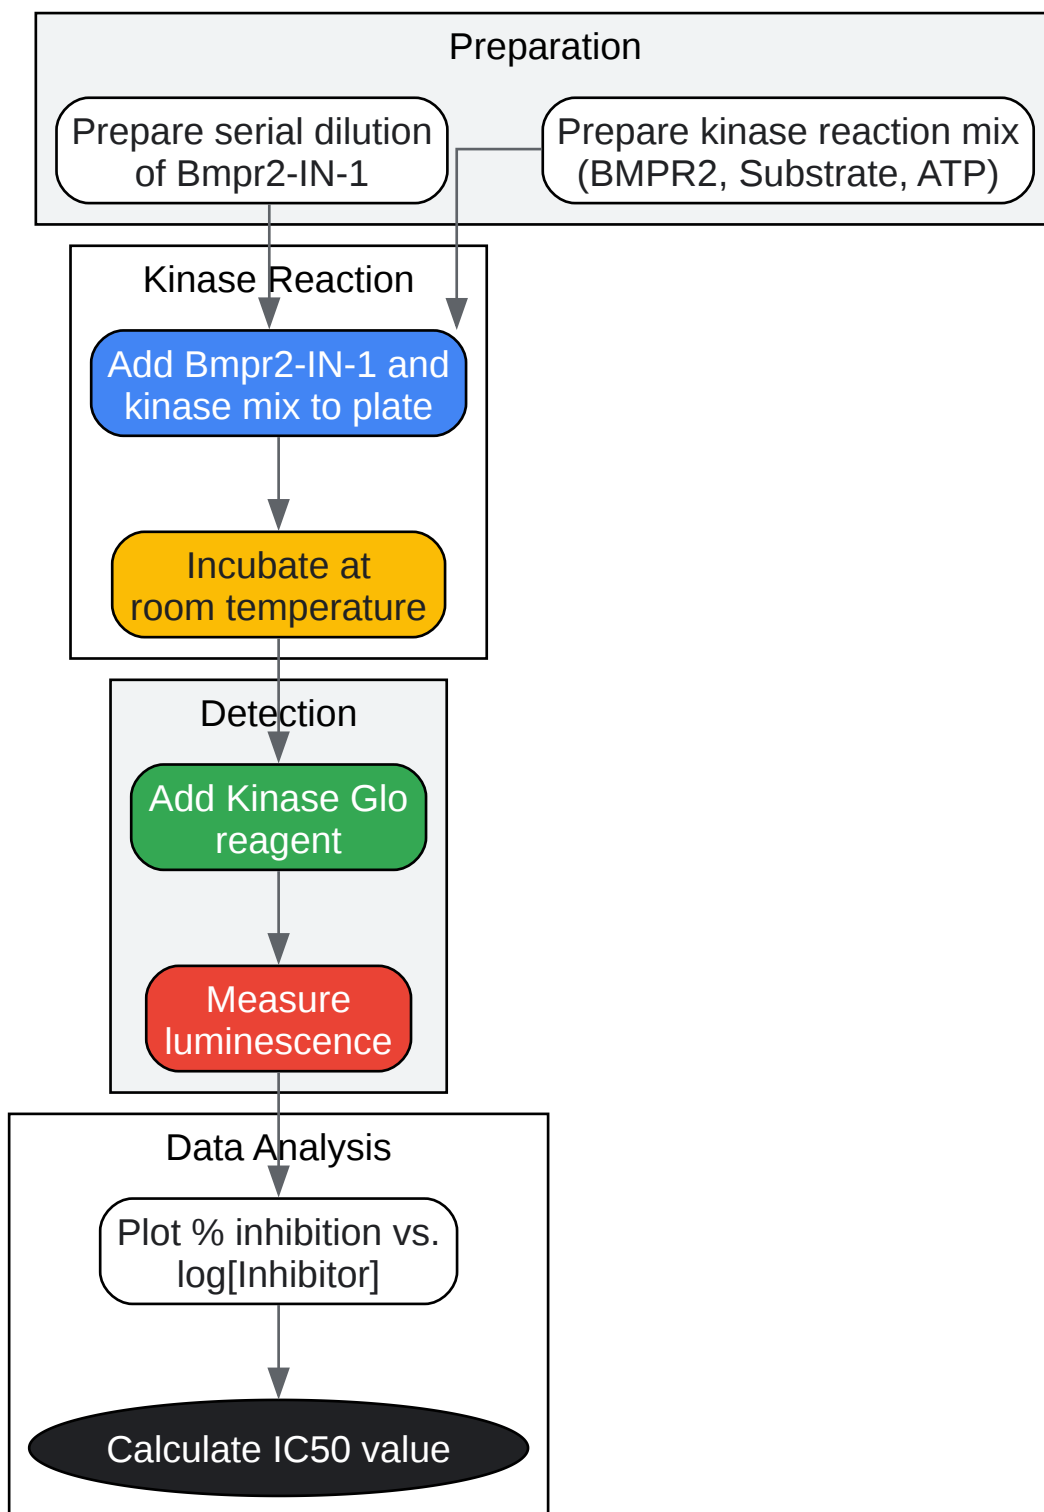 Preparation
Prepare serial dilution
of Bmpr2-IN-1
Prepare kinase reaction mix
(BMPR2, Substrate, ATP)
Kinase Reaction
Add Bmpr2-IN-1 and
kinase mix to plate
Incubate at
room temperature
Detection
Add Kinase Glo
reagent
Measure
luminescence
Data Analysis
Plot % inhibition vs.
log[Inhibitor]
Calculate IC50 value